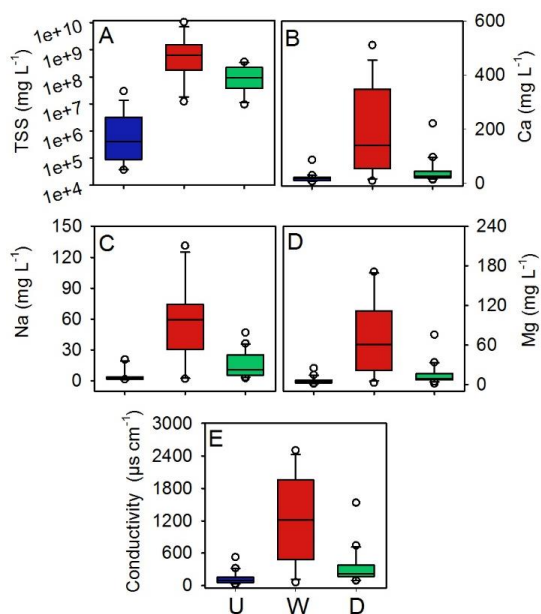 A
TSS (mg L⁻¹)
1e+10
1e+9
1e+8
1e+7
1e+6
1e+5
1e+4
B
Ca (mg L⁻¹)
600
400
200
0
C
Na (mg L⁻¹)
150
120
90
60
30
0
D
Mg (mg L⁻¹)
240
180
120
60
0
E
Conductivity (µs cm⁻¹)
3000
2400
1800
1200
600
0
U W D